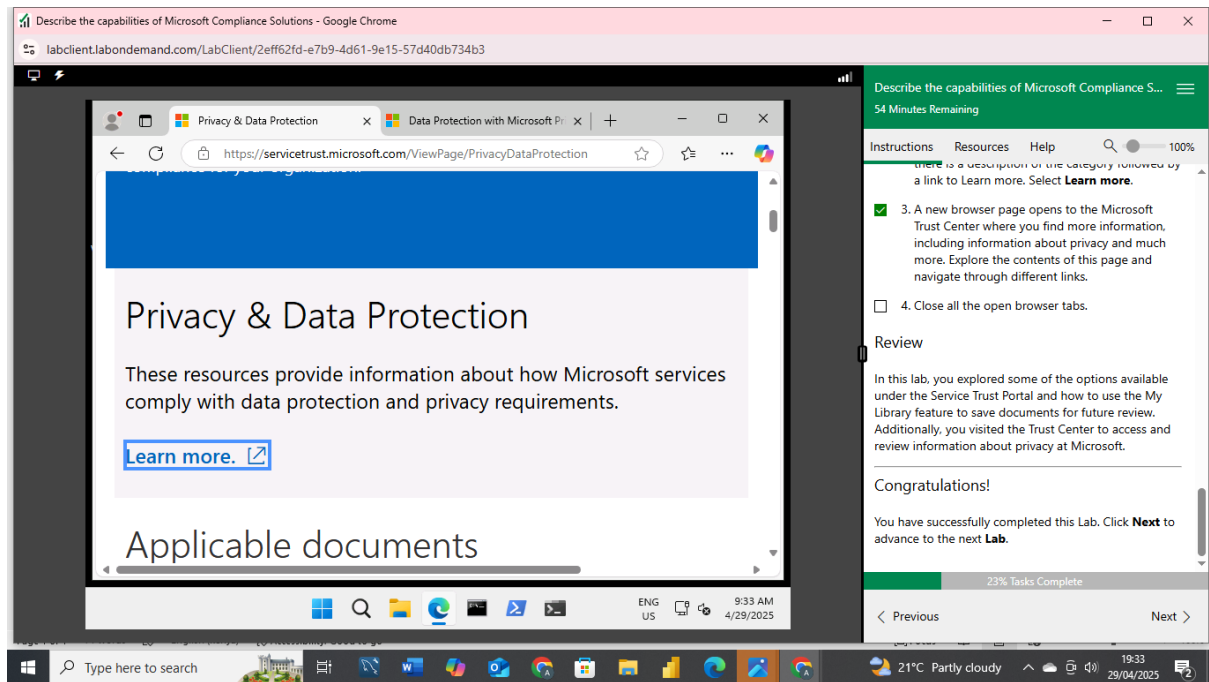 Describe the capabilities of Microsoft Compliance Solutions - Google Chrome
labclient.labondemand.com/LabClient/2eff62fd-e7b9-4d61-9e15-57d40db734b3
Privacy & Data Protection
Data Protection with Microsoft Pr
https://servicetrust.microsoft.com/ViewPage/PrivacyDataProtection
Privacy & Data Protection
These resources provide information about how Microsoft services
comply with data protection and privacy requirements.
Learn more.
Applicable documents
ENG
US
9:33 AM
4/29/2025
Describe the capabilities of Microsoft Compliance S...
54 Minutes Remaining
Instructions Resources Help 100%
there is a description of the category followed by
a link to Learn more. Select Learn more.
3. A new browser page opens to the Microsoft
Trust Center where you find more information,
including information about privacy and much
more. Explore the contents of this page and
navigate through different links.
4. Close all the open browser tabs.
Review
In this lab, you explored some of the options available
under the Service Trust Portal and how to use the My
Library feature to save documents for future review.
Additionally, you visited the Trust Center to access and
review information about privacy at Microsoft.
Congratulations!
You have successfully completed this Lab. Click Next to
advance to the next Lab.
23% Tasks Complete
Previous Next
Type here to search
21°C Partly cloudy
19:33
29/04/2025
2